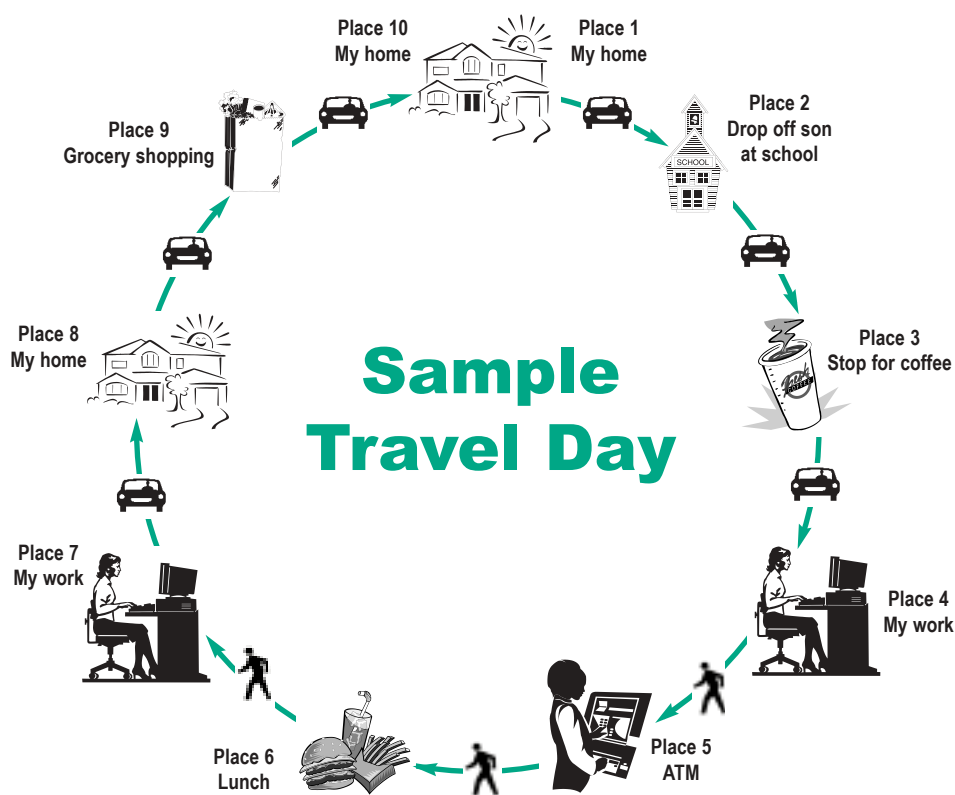 Place 10
My home
Place 1
My home
Place 2
Drop off son
at school
SCHOOL
Place 3
Stop for coffee
COFFEE
Place 4
My work
Place 5
ATM
Place 6
Lunch
Place 7
My work
Place 8
My home
Place 9
Grocery shopping
Sample
Travel Day